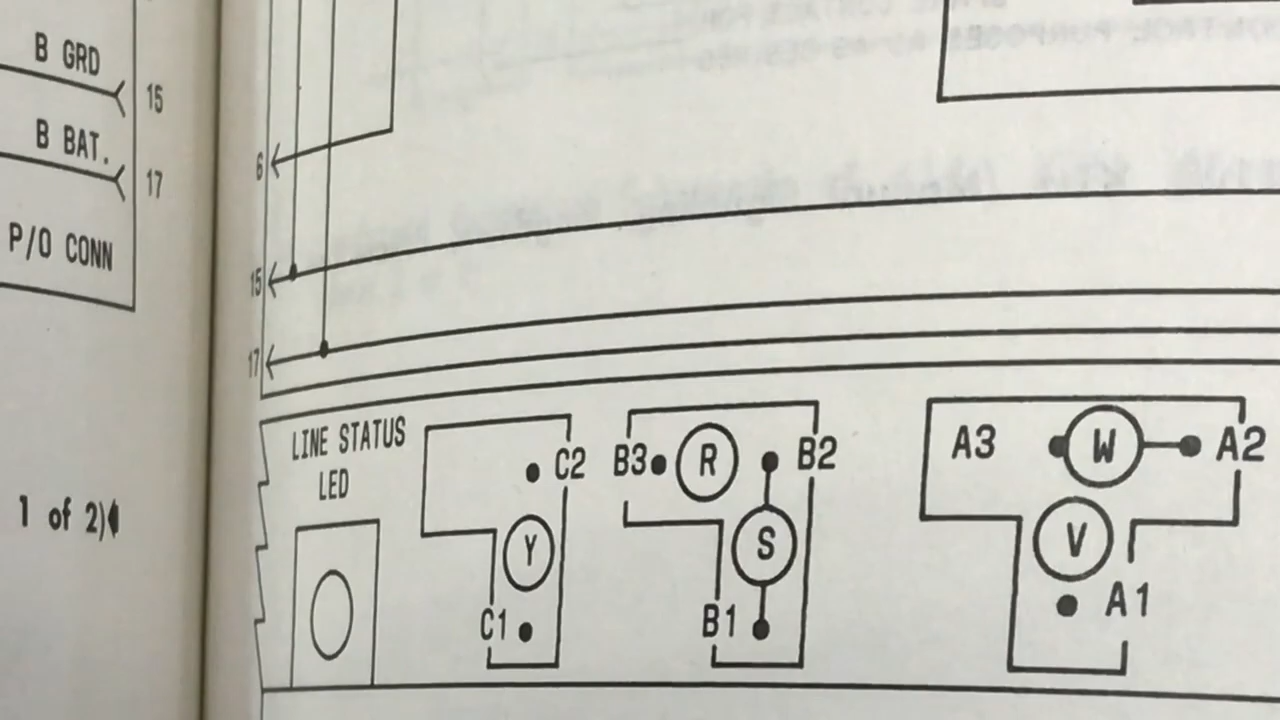 B GRD
15
B BAT.
17
P/O CONN
1 of 2)
6
15
17
LINE STATUS
LED
C2
Y
C1
B3
R
B2
S
B1
A3
W
A2
V
A1